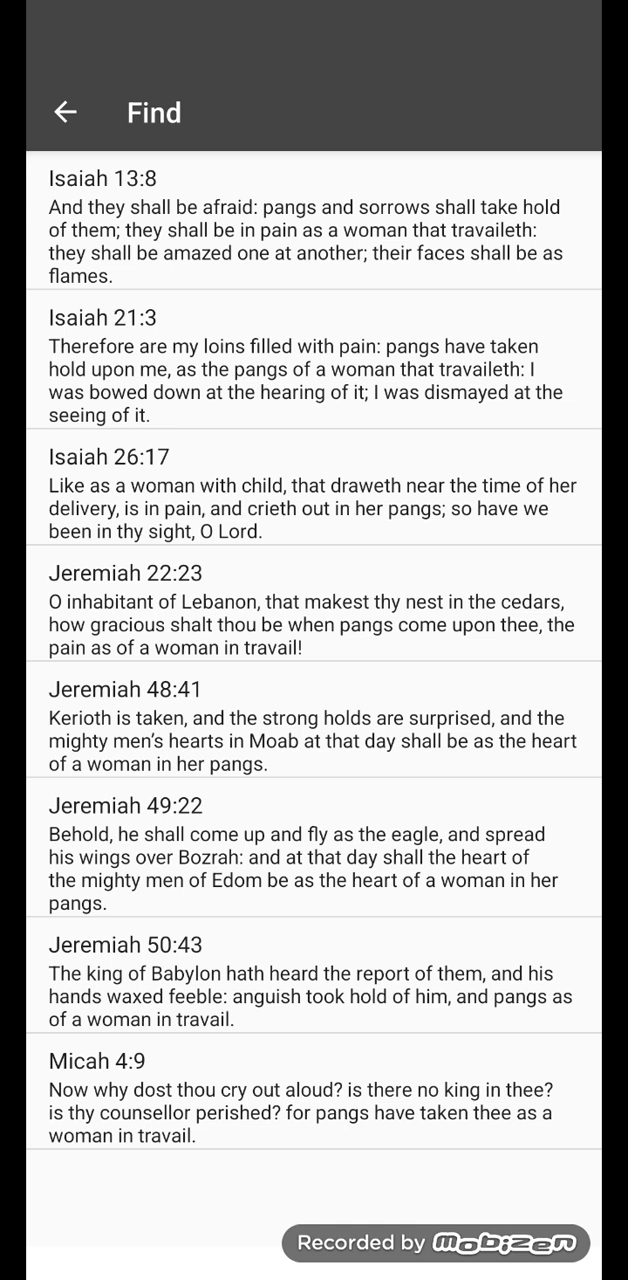 Find
Isaiah 13:8
And they shall be afraid: pangs and sorrows shall take hold
of them; they shall be in pain as a woman that travaileth:
they shall be amazed one at another; their faces shall be as
flames.
Isaiah 21:3
Therefore are my loins filled with pain: pangs have taken
hold upon me, as the pangs of a woman that travaileth: I
was bowed down at the hearing of it; I was dismayed at the
seeing of it.
Isaiah 26:17
Like as a woman with child, that draweth near the time of her
delivery, is in pain, and crieth out in her pangs; so have we
been in thy sight, O Lord.
Jeremiah 22:23
O inhabitant of Lebanon, that makest thy nest in the cedars,
how gracious shalt thou be when pangs come upon thee, the
pain as of a woman in travail!
Jeremiah 48:41
Kerioth is taken, and the strong holds are surprised, and the
mighty men’s hearts in Moab at that day shall be as the heart
of a woman in her pangs.
Jeremiah 49:22
Behold, he shall come up and fly as the eagle, and spread
his wings over Bozrah: and at that day shall the heart of
the mighty men of Edom be as the heart of a woman in her
pangs.
Jeremiah 50:43
The king of Babylon hath heard the report of them, and his
hands waxed feeble: anguish took hold of him, and pangs as
of a woman in travail.
Micah 4:9
Now why dost thou cry out aloud? is there no king in thee?
is thy counsellor perished? for pangs have taken thee as a
woman in travail.
Recorded by mobizen